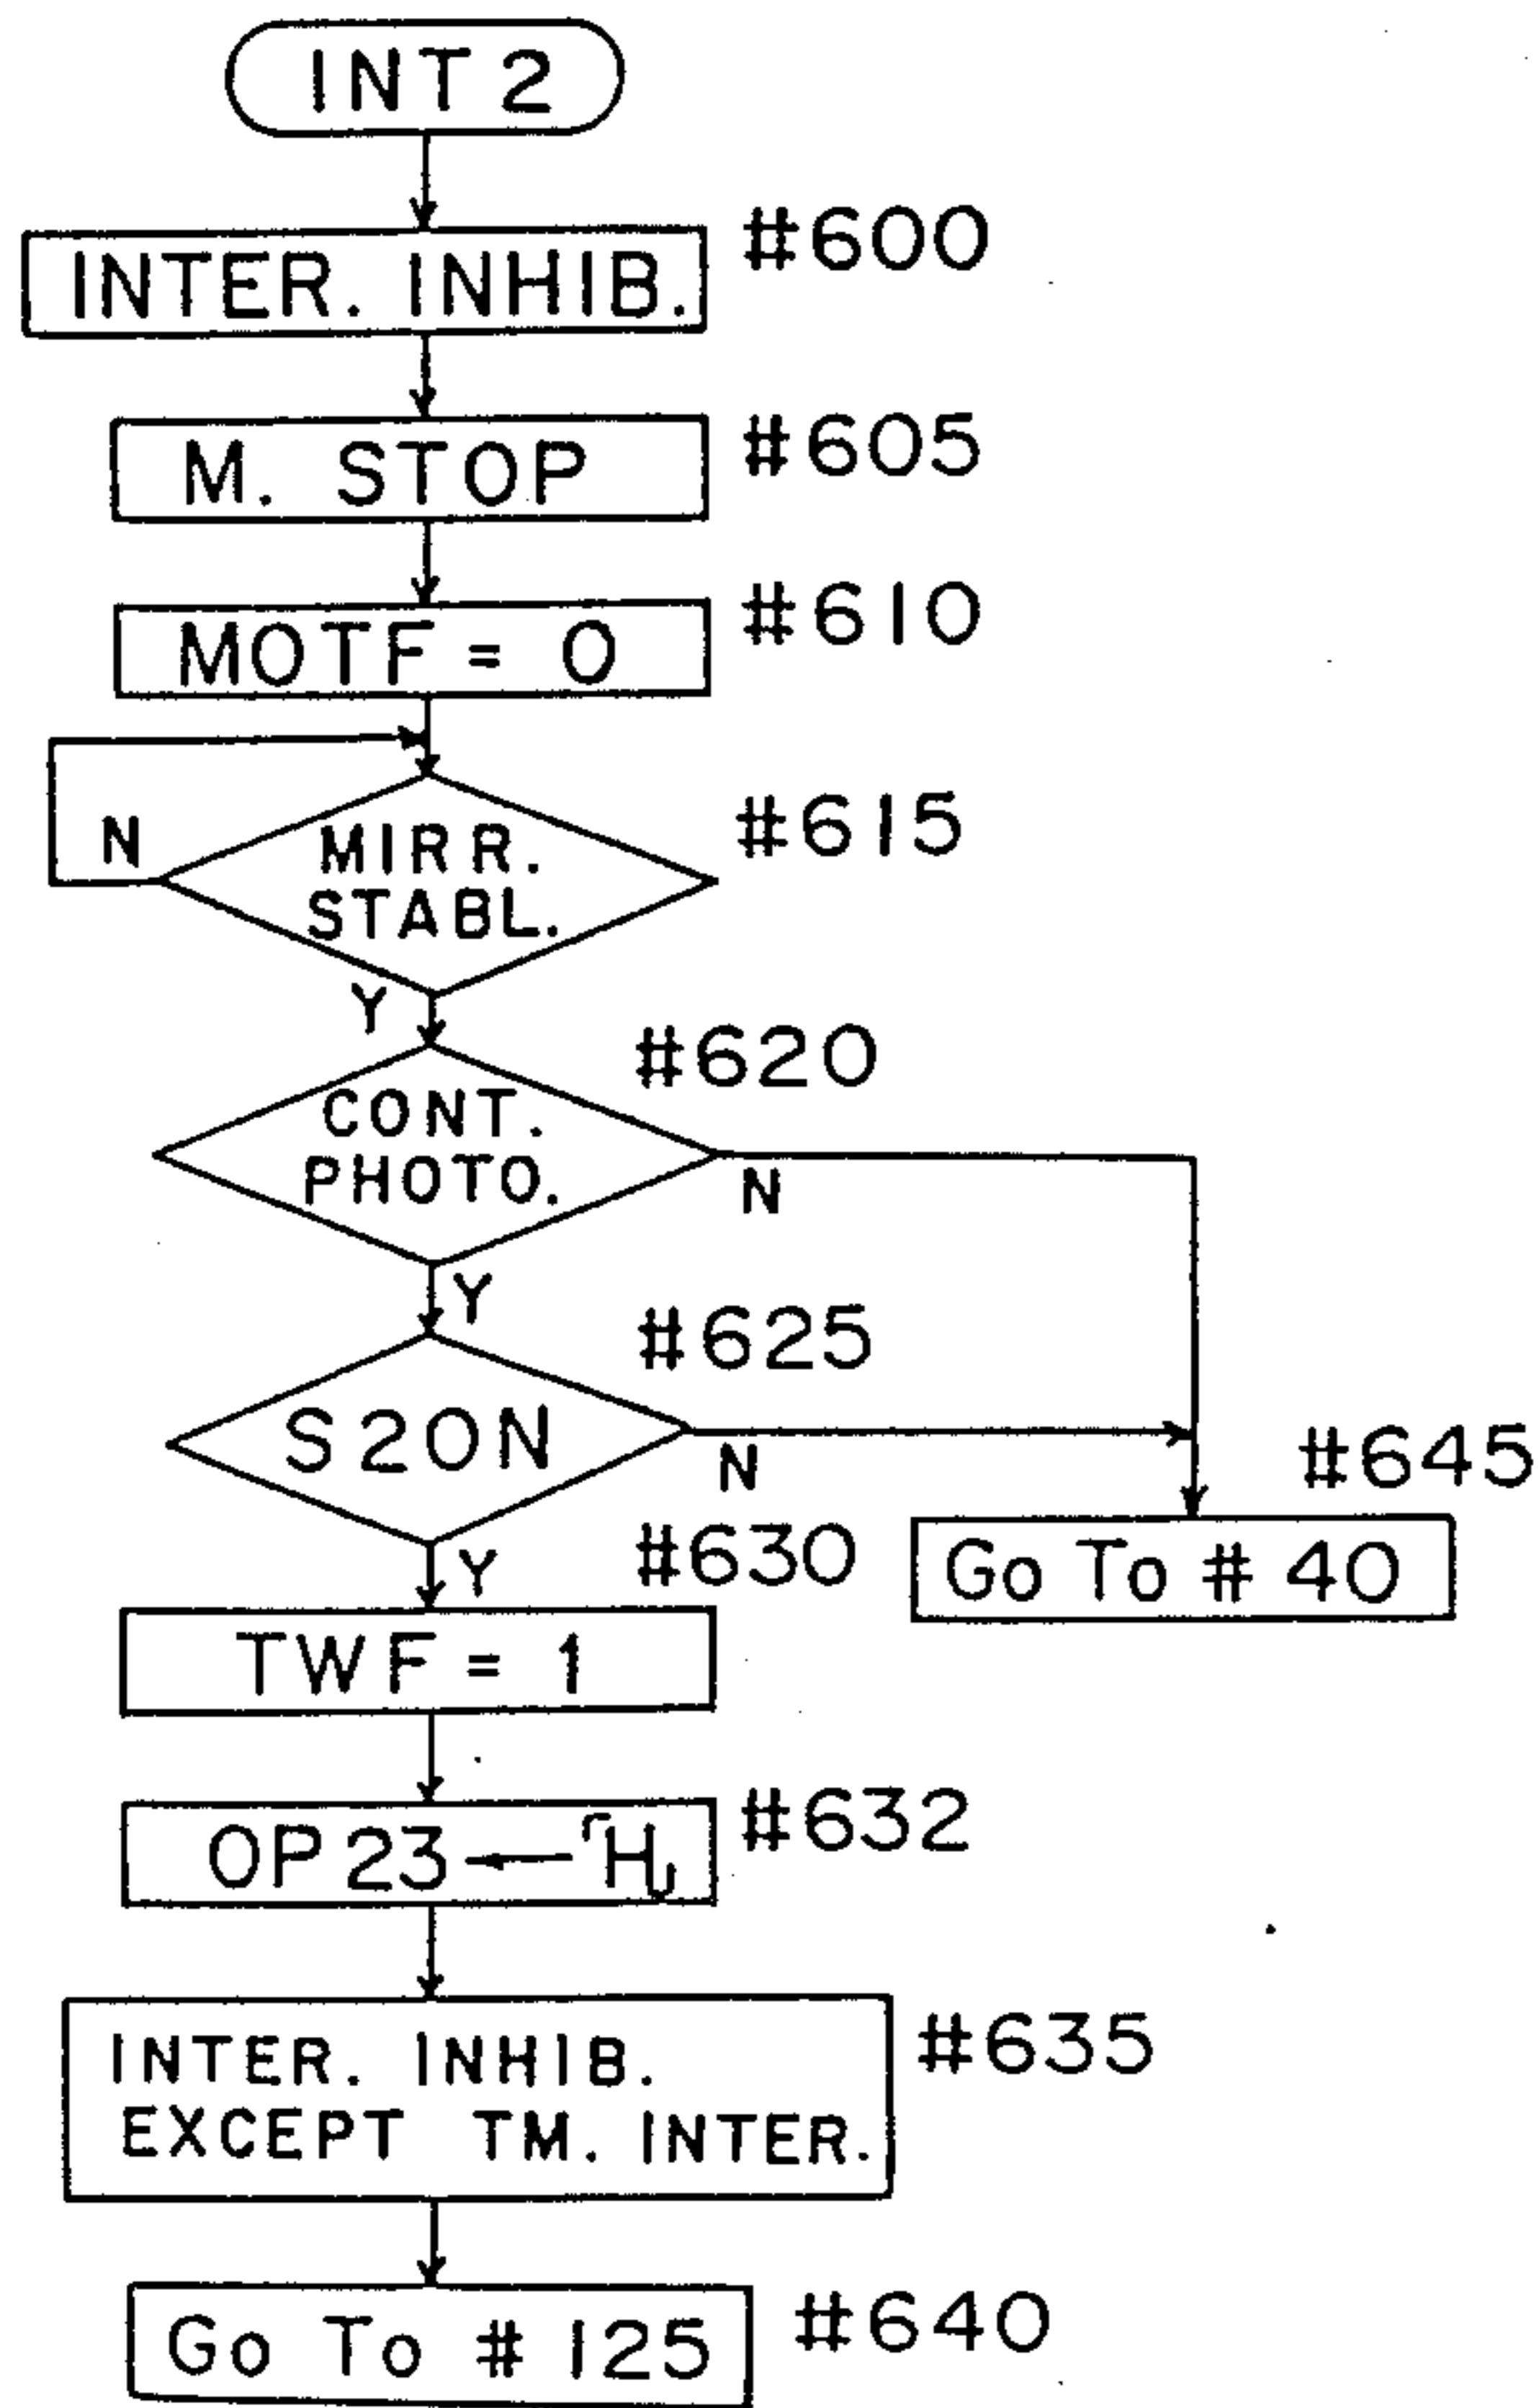 INT2
#600
INTER. INHIB.
#605
M. STOP
#610
MOTF = 0
#615
N
MIRR.
STABL.
Y
#620
CONT.
PHOTO.
N
Y
#625
S2ON
N
#645
Y
#630
Go To # 40
TWF = 1
#632
OP23 ← 「H」
#635
INTER. INHIB.
EXCEPT TM. INTER.
#640
Go To # 125